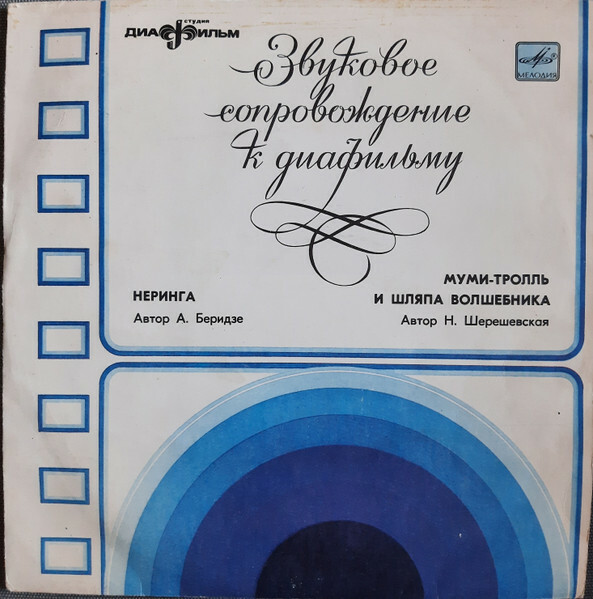 студия
ДИАФИЛЬМ
Звуковое
сопровождение
к диафильму
МЕЛОДИЯ
НЕРИНГА
Автор А. Беридзе
МУМИ-ТРОЛЛЬ
И ШЛЯПА ВОЛШЕБНИКА
Автор Н. Шерешевская